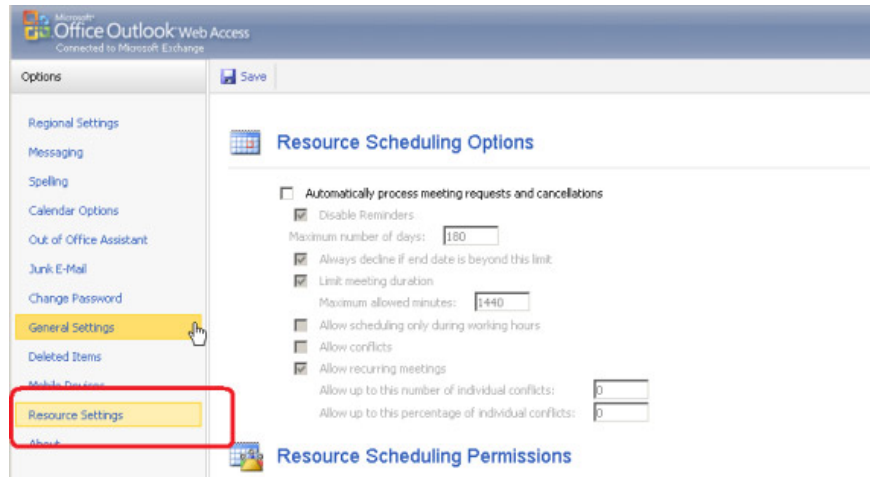 Microsoft®
Office Outlook Web Access
Connected to Microsoft Exchange
Options
Save
Regional Settings
Messaging
Spelling
Calendar Options
Out of Office Assistant
Junk E-Mail
Change Password
General Settings
Deleted Items
Mobile Devices
Resource Settings
About
Resource Scheduling Options
Automatically process meeting requests and cancellations
Disable Reminders
Maximum number of days: 180
Always decline if end date is beyond this limit
Limit meeting duration
Maximum allowed minutes: 1440
Allow scheduling only during working hours
Allow conflicts
Allow recurring meetings
Allow up to this number of individual conflicts: 0
Allow up to this percentage of individual conflicts: 0
Resource Scheduling Permissions